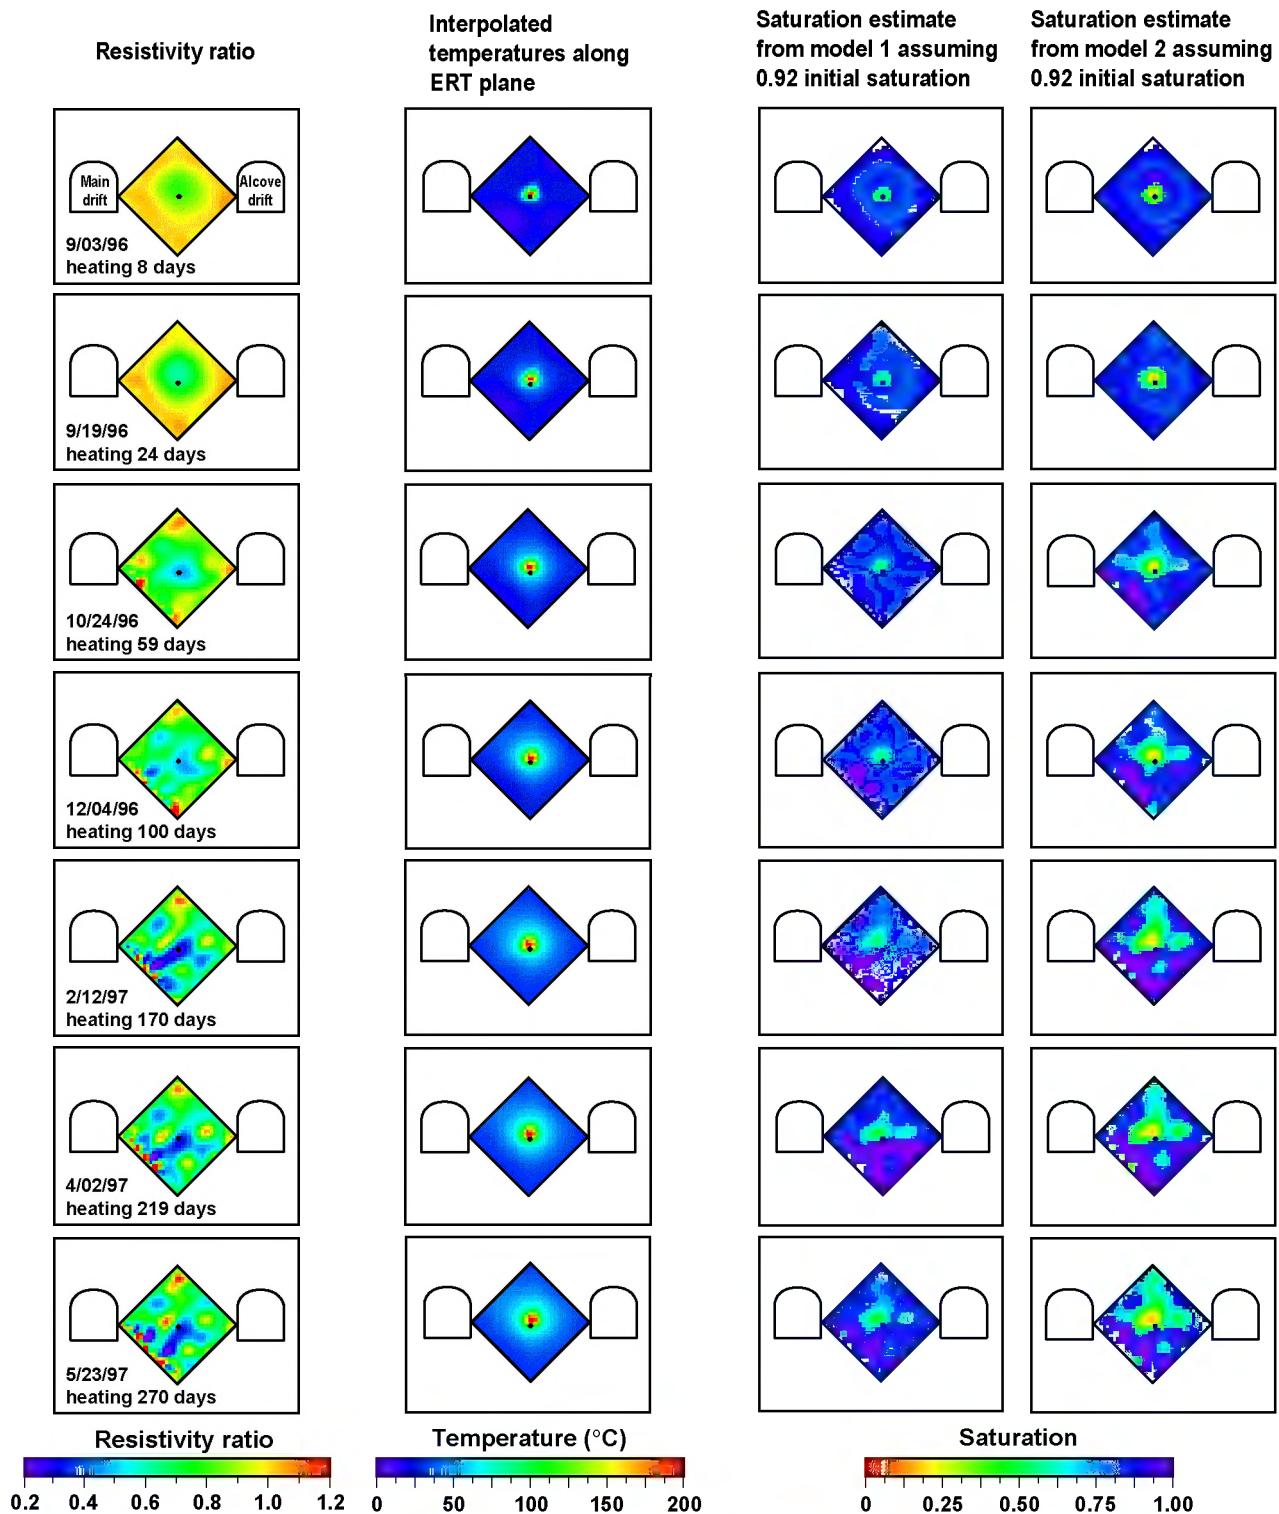 Resistivity ratio
Interpolated
temperatures along
ERT plane
Saturation estimate
from model 1 assuming
0.92 initial saturation
Saturation estimate
from model 2 assuming
0.92 initial saturation
Main
drift
Alcove
drift
9/03/96
heating 8 days
9/19/96
heating 24 days
10/24/96
heating 59 days
12/04/96
heating 100 days
2/12/97
heating 170 days
4/02/97
heating 219 days
5/23/97
heating 270 days
Resistivity ratio
0.2 0.4 0.6 0.8 1.0 1.2
Temperature (°C)
0 50 100 150 200
Saturation
0 0.25 0.50 0.75 1.00